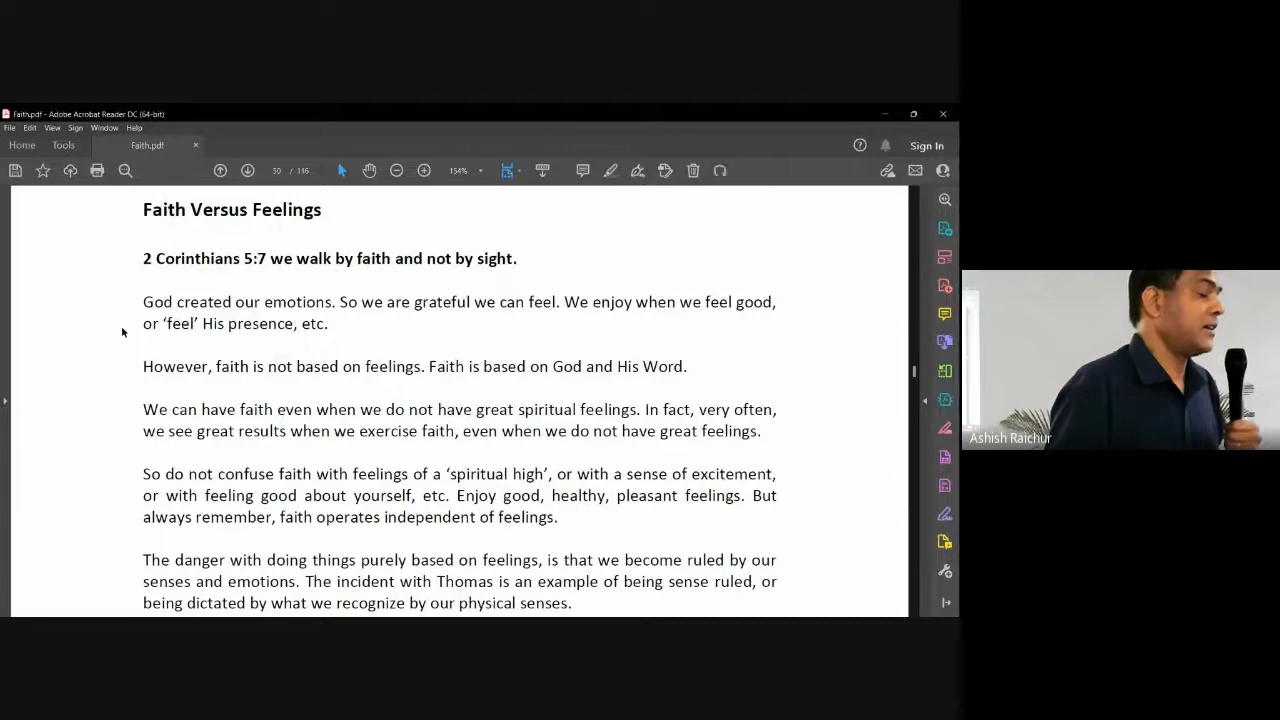 Faith.pdf - Adobe Acrobat Reader DC (64-bit)
File Edit View Sign Window Help
Home Tools Faith.pdf × Sign In
50 / 116 154%
Faith Versus Feelings
2 Corinthians 5:7 we walk by faith and not by sight.
God created our emotions. So we are grateful we can feel. We enjoy when we feel good,
or ‘feel’ His presence, etc.
However, faith is not based on feelings. Faith is based on God and His Word.
We can have faith even when we do not have great spiritual feelings. In fact, very often,
we see great results when we exercise faith, even when we do not have great feelings.
So do not confuse faith with feelings of a ‘spiritual high’, or with a sense of excitement,
or with feeling good about yourself, etc. Enjoy good, healthy, pleasant feelings. But
always remember, faith operates independent of feelings.
The danger with doing things purely based on feelings, is that we become ruled by our
senses and emotions. The incident with Thomas is an example of being sense ruled, or
being dictated by what we recognize by our physical senses.
Ashish Raichur